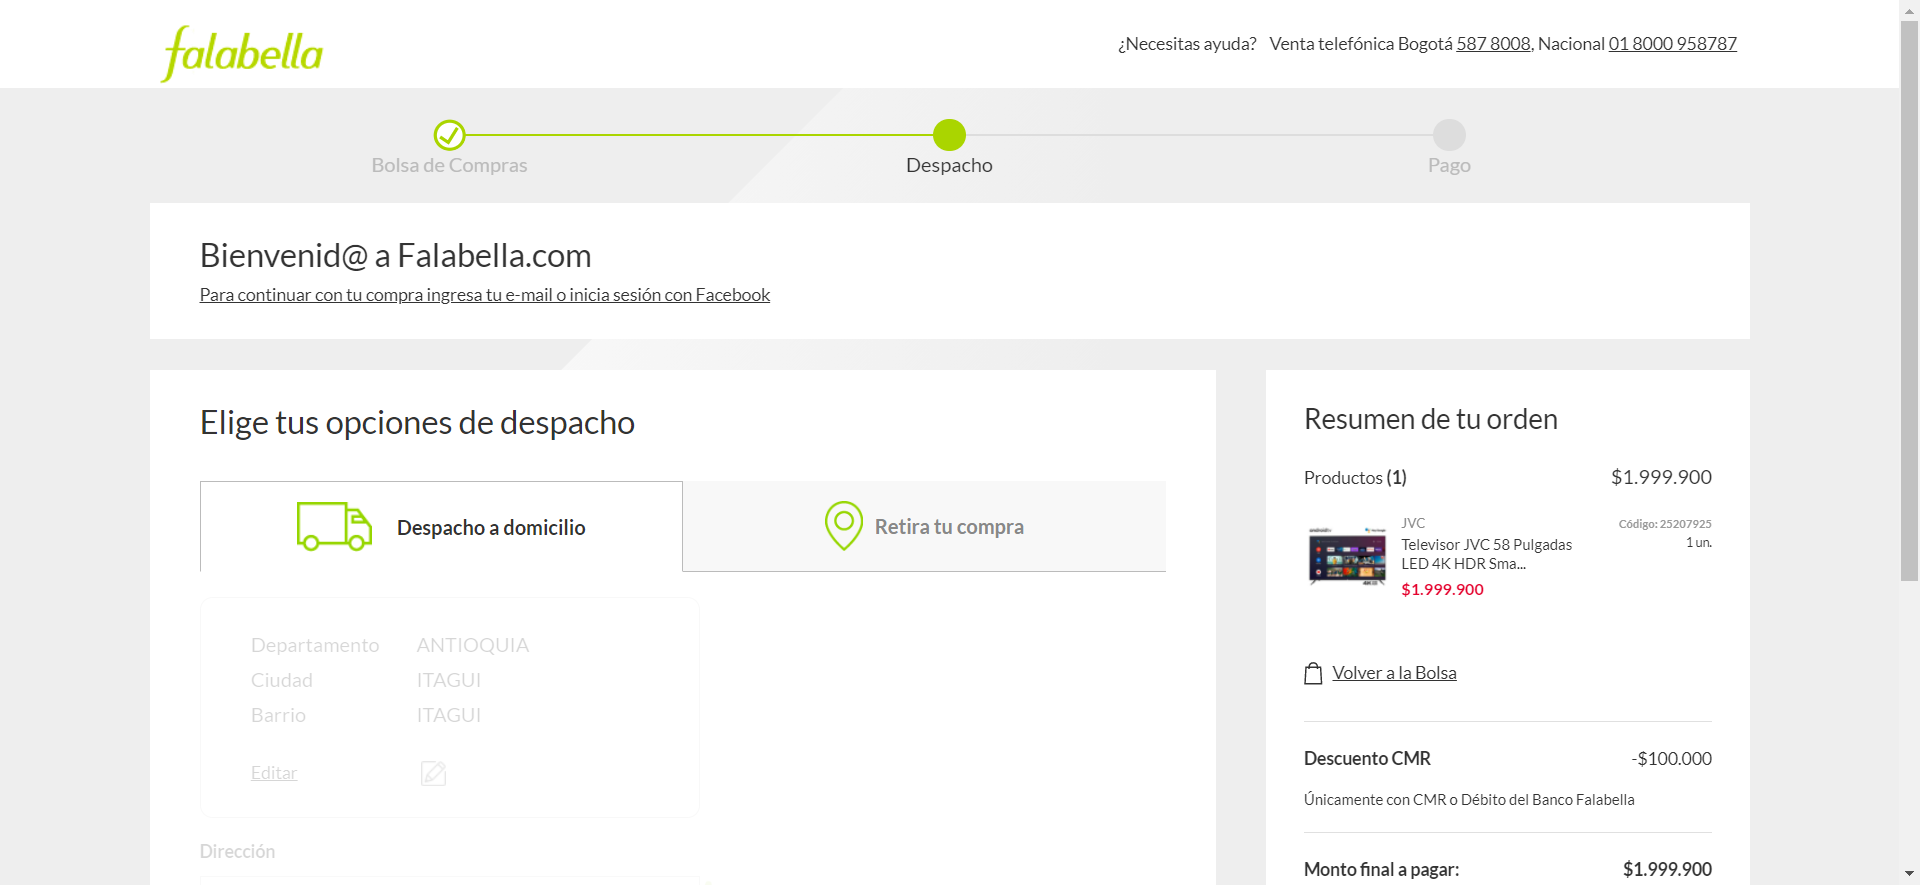 falabella
¿Necesitas ayuda? Venta telefónica Bogotá 587 8008, Nacional 01 8000 958787
Bolsa de Compras
Despacho
Pago
Bienvenid@ a Falabella.com
Para continuar con tu compra ingresa tu e-mail o inicia sesión con Facebook
Elige tus opciones de despacho
Despacho a domicilio
Retira tu compra
Departamento ANTIOQUIA
Ciudad ITAGUI
Barrio ITAGUI
Editar
Dirección
Resumen de tu orden
Productos (1) $1.999.900
JVC Código: 25207925
Televisor JVC 58 Pulgadas 1 un.
LED 4K HDR Sma...
$1.999.900
Volver a la Bolsa
Descuento CMR -$100.000
Únicamente con CMR o Débito del Banco Falabella
Monto final a pagar: $1.999.900